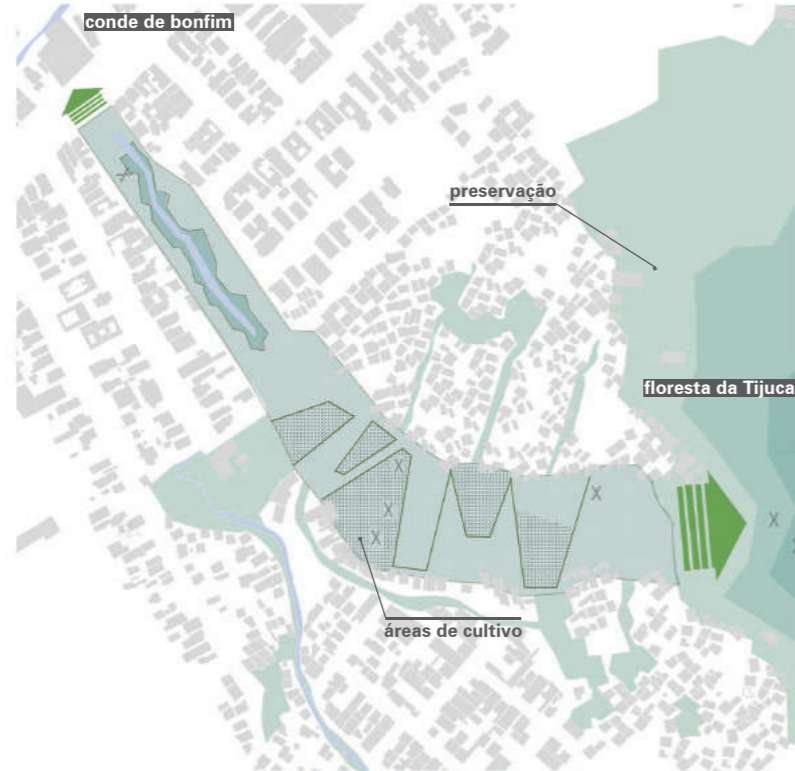 conde de bonfim
preservação
floresta da Tijuca
áreas de cultivo
X
X
X
X
X